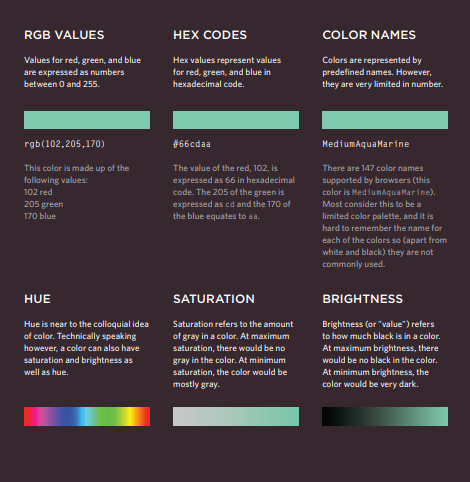 RGB VALUES
Values for red, green, and blue
are expressed as numbers
between 0 and 255.
rgb(102,205,170)
This color is made up of the
following values:
102 red
205 green
170 blue
HEX CODES
Hex values represent values
for red, green, and blue in
hexadecimal code.
#66cdaa
The value of the red, 102, is
expressed as 66 in hexadecimal
code. The 205 of the green is
expressed as cd and the 170 of
the blue equates to aa.
COLOR NAMES
Colors are represented by
predefined names. However,
they are very limited in number.
MediumAquaMarine
There are 147 color names
supported by browsers (this
color is MediumAquaMarine).
Most consider this to be a
limited color palette, and it is
hard to remember the name for
each of the colors so (apart from
white and black) they are not
commonly used.
HUE
Hue is near to the colloquial idea
of color. Technically speaking
however, a color can also have
saturation and brightness as
well as hue.
SATURATION
Saturation refers to the amount
of gray in a color. At maximum
saturation, there would be no
gray in the color. At minimum
saturation, the color would be
mostly gray.
BRIGHTNESS
Brightness (or "value") refers
to how much black is in a color.
At maximum brightness, there
would be no black in the color.
At minimum brightness, the
color would be very dark.